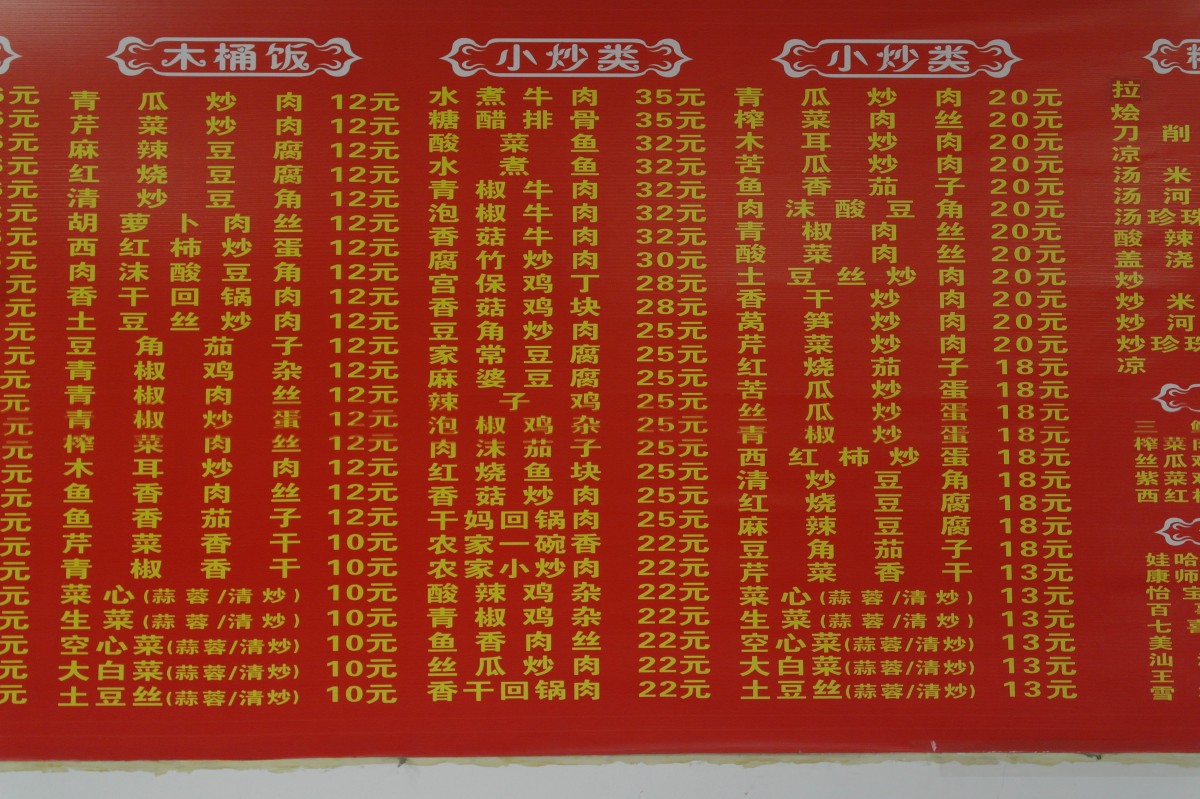 木桶饭
青瓜炒肉 12元
芹菜炒肉 12元
麻辣豆腐 12元
红烧豆腐 12元
清炒豆角 12元
胡萝卜肉丝 12元
西红柿炒蛋 12元
肉沫酸豆角 12元
香干回锅肉 12元
土豆丝炒肉 12元
豆角茄子 12元
青椒鸡杂 12元
青椒肉丝 12元
青椒炒蛋 12元
榨菜肉丝 12元
木耳炒肉 12元
鱼香肉丝 12元
鱼香茄子 12元
芹菜香干 10元
青椒香干 10元
菜心(蒜蓉/清炒) 10元
生菜(蒜蓉/清炒) 10元
空心菜(蒜蓉/清炒) 10元
大白菜(蒜蓉/清炒) 10元
土豆丝(蒜蓉/清炒) 10元
小炒类
水煮牛肉 35元
糖醋排骨 35元
酸菜鱼 32元
水煮鱼 32元
青椒牛肉 32元
泡椒牛肉 32元
香菇牛肉 32元
腐竹炒肉 30元
宫保鸡丁 28元
香菇鸡块 28元
豆角炒肉 25元
家常豆腐 25元
麻婆豆腐 25元
辣子鸡 25元
泡椒鸡杂 25元
肉沫茄子 25元
红烧鱼块 25元
香菇炒肉 25元
干妈回锅肉 25元
农家一碗香 22元
农家小炒肉 22元
酸辣鸡杂 22元
青椒鸡杂 22元
鱼香肉丝 22元
丝瓜炒肉 22元
香干回锅肉 22元
小炒类
青瓜炒肉 20元
榨菜肉丝 20元
木耳炒肉 20元
苦瓜炒肉 20元
鱼香茄子 20元
肉沫酸豆角 20元
青椒肉丝 20元
酸菜肉丝 20元
土豆丝炒肉 20元
香干炒肉 20元
莴笋炒肉 20元
芹菜炒肉 20元
红烧茄子 18元
苦瓜炒蛋 18元
丝瓜炒蛋 18元
青椒炒蛋 18元
西红柿炒蛋 18元
清炒豆角 18元
红烧豆腐 18元
麻辣豆腐 18元
豆角茄子 18元
芹菜香干 13元
菜心(蒜蓉/清炒) 13元
生菜(蒜蓉/清炒) 13元
空心菜(蒜蓉/清炒) 13元
大白菜(蒜蓉/清炒) 13元
土豆丝(蒜蓉/清炒) 13元
拉
烩
刀削
凉
汤米
汤河
汤珍
酸辣
盖浇
炒
炒米
炒河
炒珍珠
凉
三
榨菜
丝瓜
紫菜
西红
娃哈
康师
怡宝
百
七
美
汕
王
雪